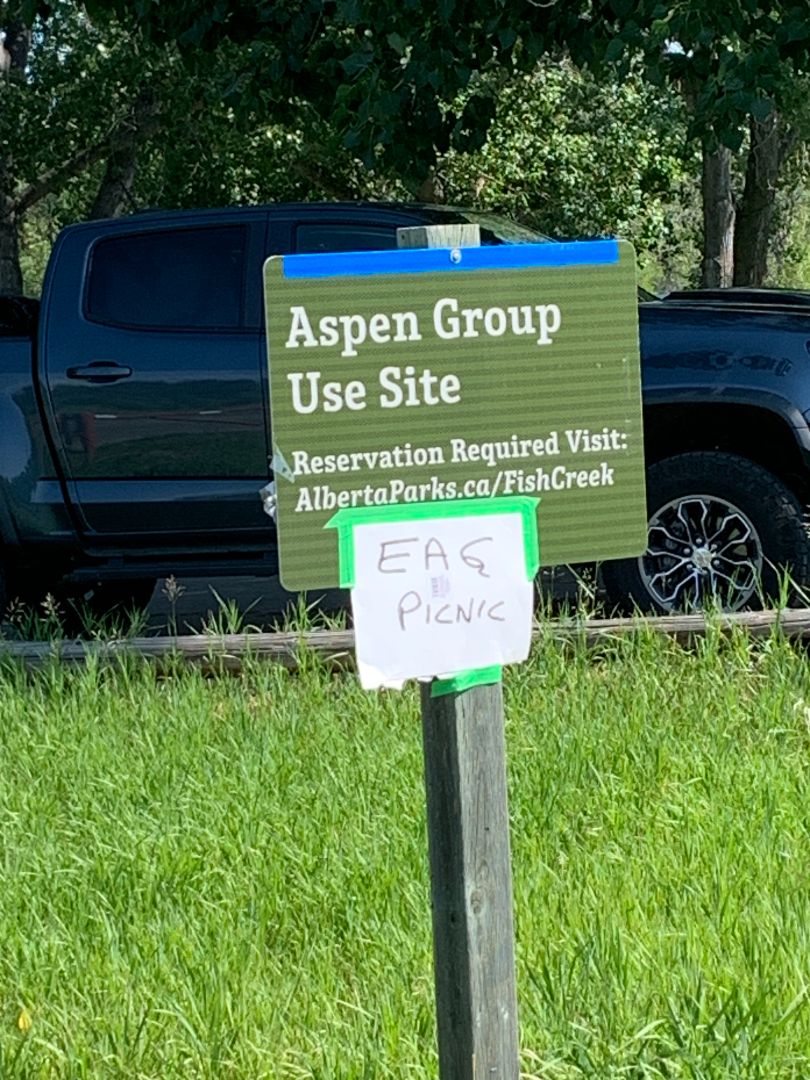 Aspen Group
Use Site
Reservation Required Visit:
AlbertaParks.ca/FishCreek
EAG
PICNIC